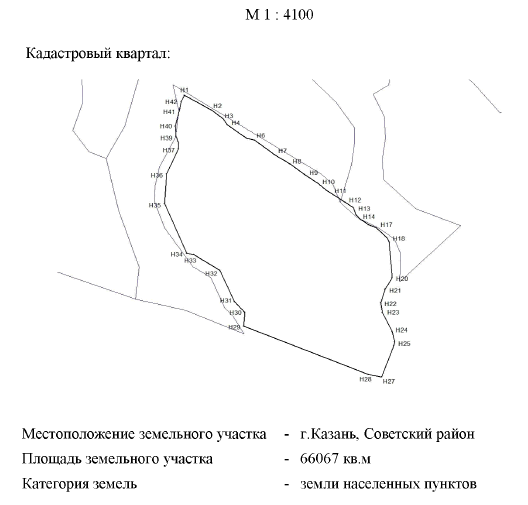 М 1 : 4100
Кадастровый квартал:
Н1
Н42
Н2
Н41
Н3
Н4
Н40
Н6
Н39
Н37
Н7
Н8
Н36
Н9
Н10
Н11
Н12
Н35
Н13
Н14
Н17
Н18
Н34
Н33
Н32
Н20
Н21
Н31
Н22
Н30
Н23
Н29
Н24
Н25
Н28
Н27
Местоположение земельного участка - г.Казань, Советский район
Площадь земельного участка - 66067 кв.м
Категория земель - земли населенных пунктов